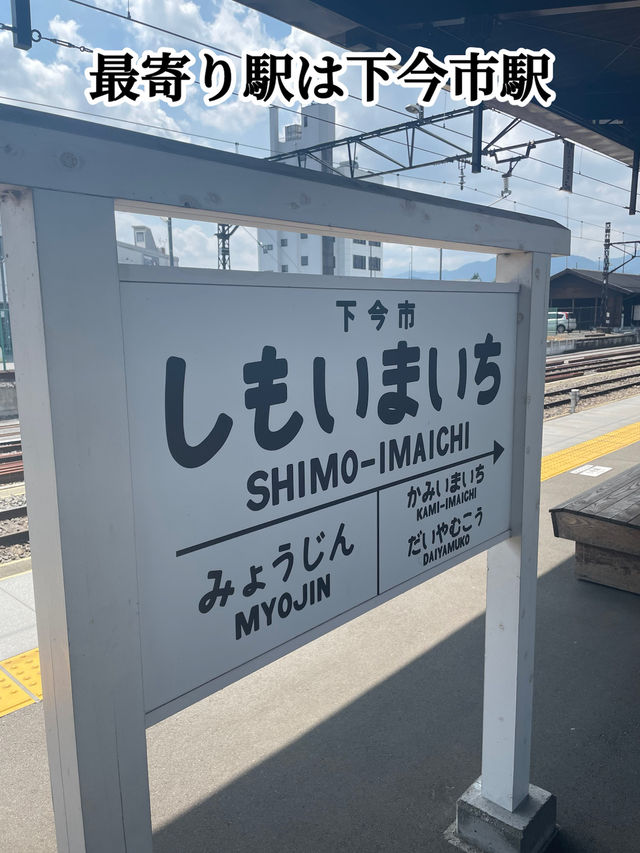 最寄り駅は下今市駅
下今市
しもいまいち
SHIMO-IMAICHI
みょうじん
MYOJIN
かみいまいち
KAMI-IMAICHI
だいやむこう
DAIYAMUKO